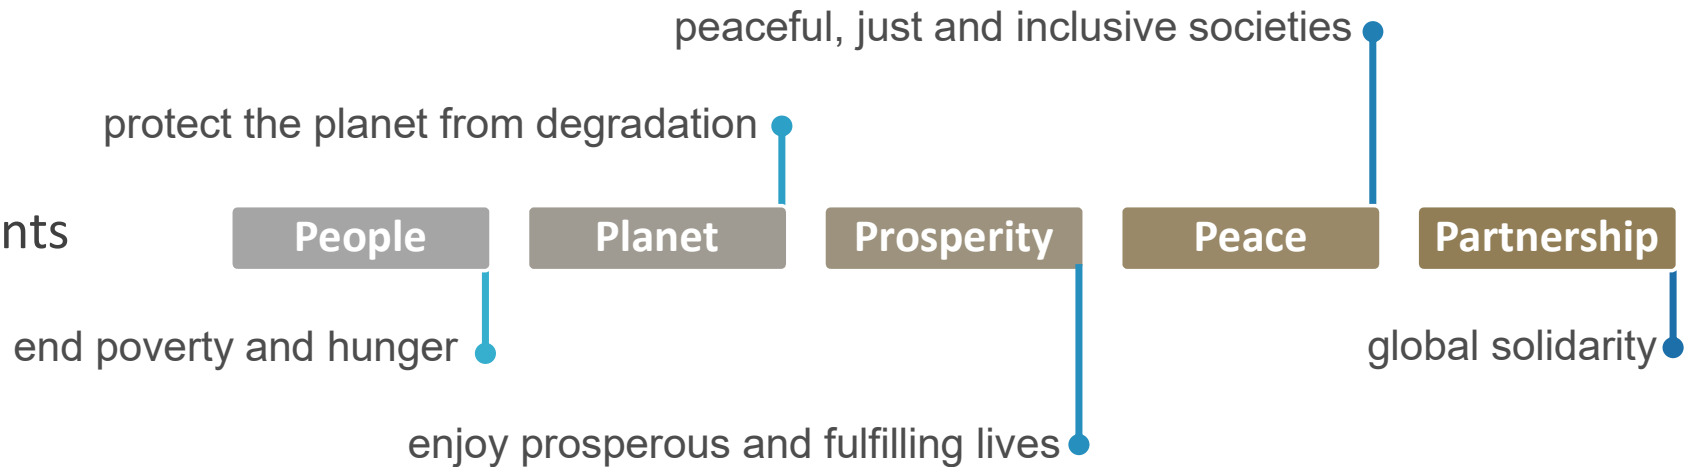 peaceful, just and inclusive societies
protect the planet from degradation
nts
People
Planet
Prosperity
Peace
Partnership
end poverty and hunger
global solidarity
enjoy prosperous and fulfilling lives